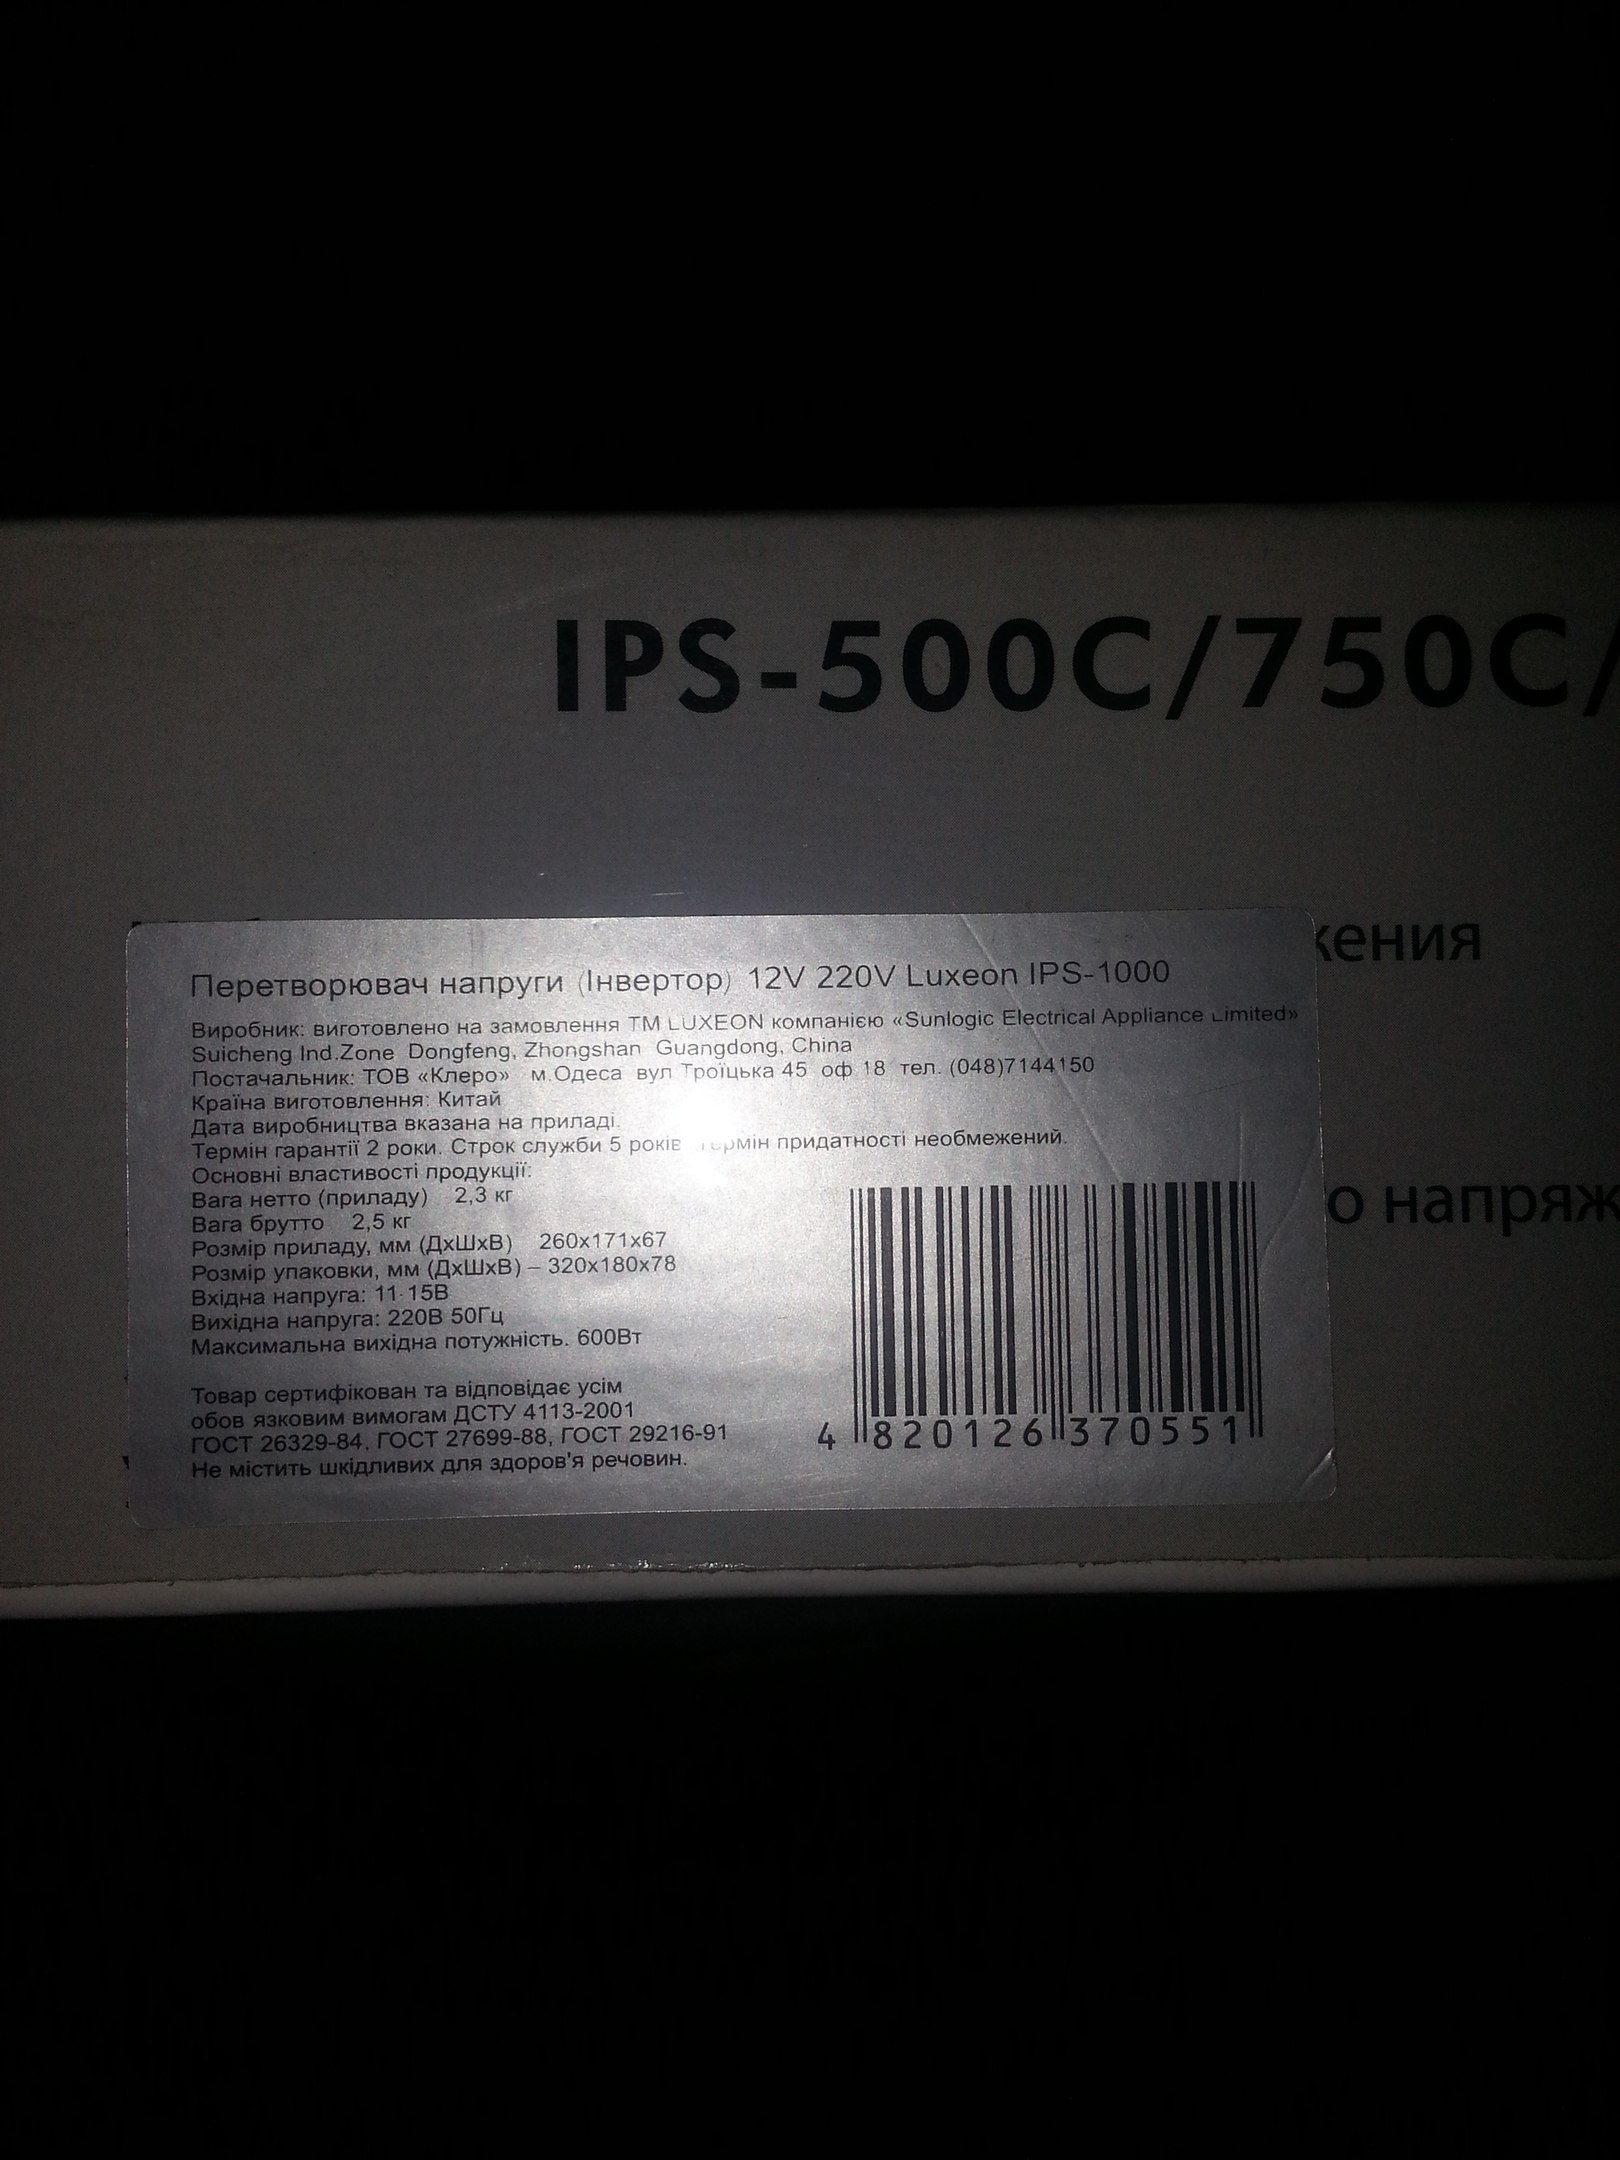 IPS-500C/750C/
жения
о напряж
Перетворювач напруги (Інвертор) 12V 220V Luxeon IPS-1000
Виробник: виготовлено на замовлення ТМ LUXEON компанією «Sunlogic Electrical Appliance Limited»
Suicheng Ind.Zone Dongfeng, Zhongshan Guangdong, China
Постачальник: ТОВ «Клеро» м.Одеса вул Троїцька 45 оф 18 тел. (048)7144150
Країна виготовлення: Китай
Дата виробництва вказана на приладі.
Термін гарантії 2 роки. Строк служби 5 років Термін придатності необмежений.
Основні властивості продукції:
Вага нетто (приладу) 2,3 кг
Вага брутто 2,5 кг
Розмір приладу, мм (ДхШхВ) 260х171х67
Розмір упаковки, мм (ДхШхВ) – 320х180х78
Вхідна напруга: 11-15В
Вихідна напруга: 220В 50Гц
Максимальна вихідна потужність. 600Вт
Товар сертифікован та відповідає усім
обов язковим вимогам ДСТУ 4113-2001
ГОСТ 26329-84, ГОСТ 27699-88, ГОСТ 29216-91
Не містить шкідливих для здоров'я речовин.
4 820126 370551